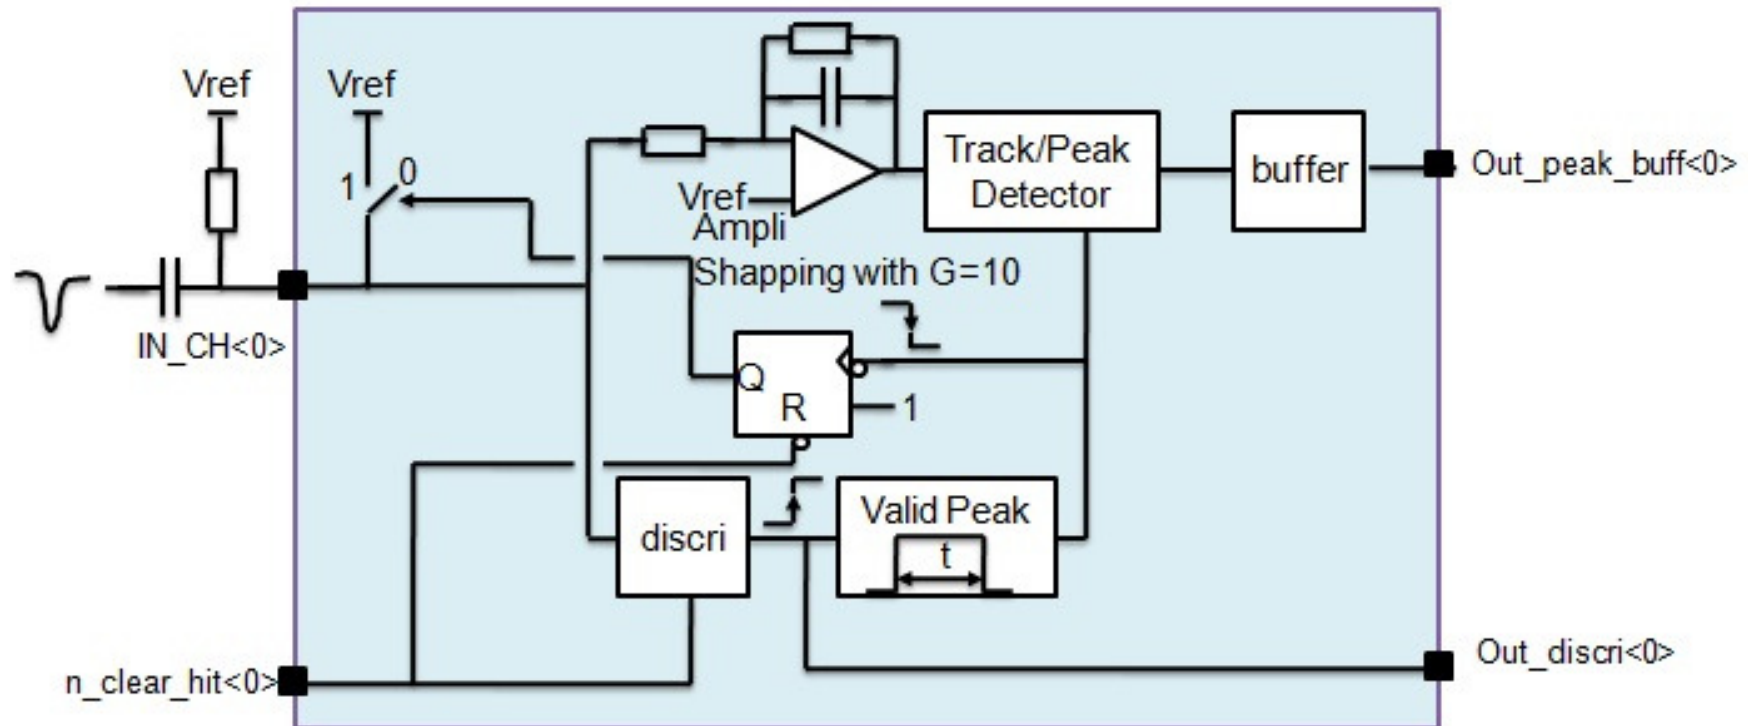 Vref
Vref
1
0
Track/Peak
Detector
buffer
Out_peak_buff<0>
Vref
Ampli
Shapping with G=10
IN_CH<0>
Q
R
1
discri
Valid Peak
t
Out_discri<0>
n_clear_hit<0>